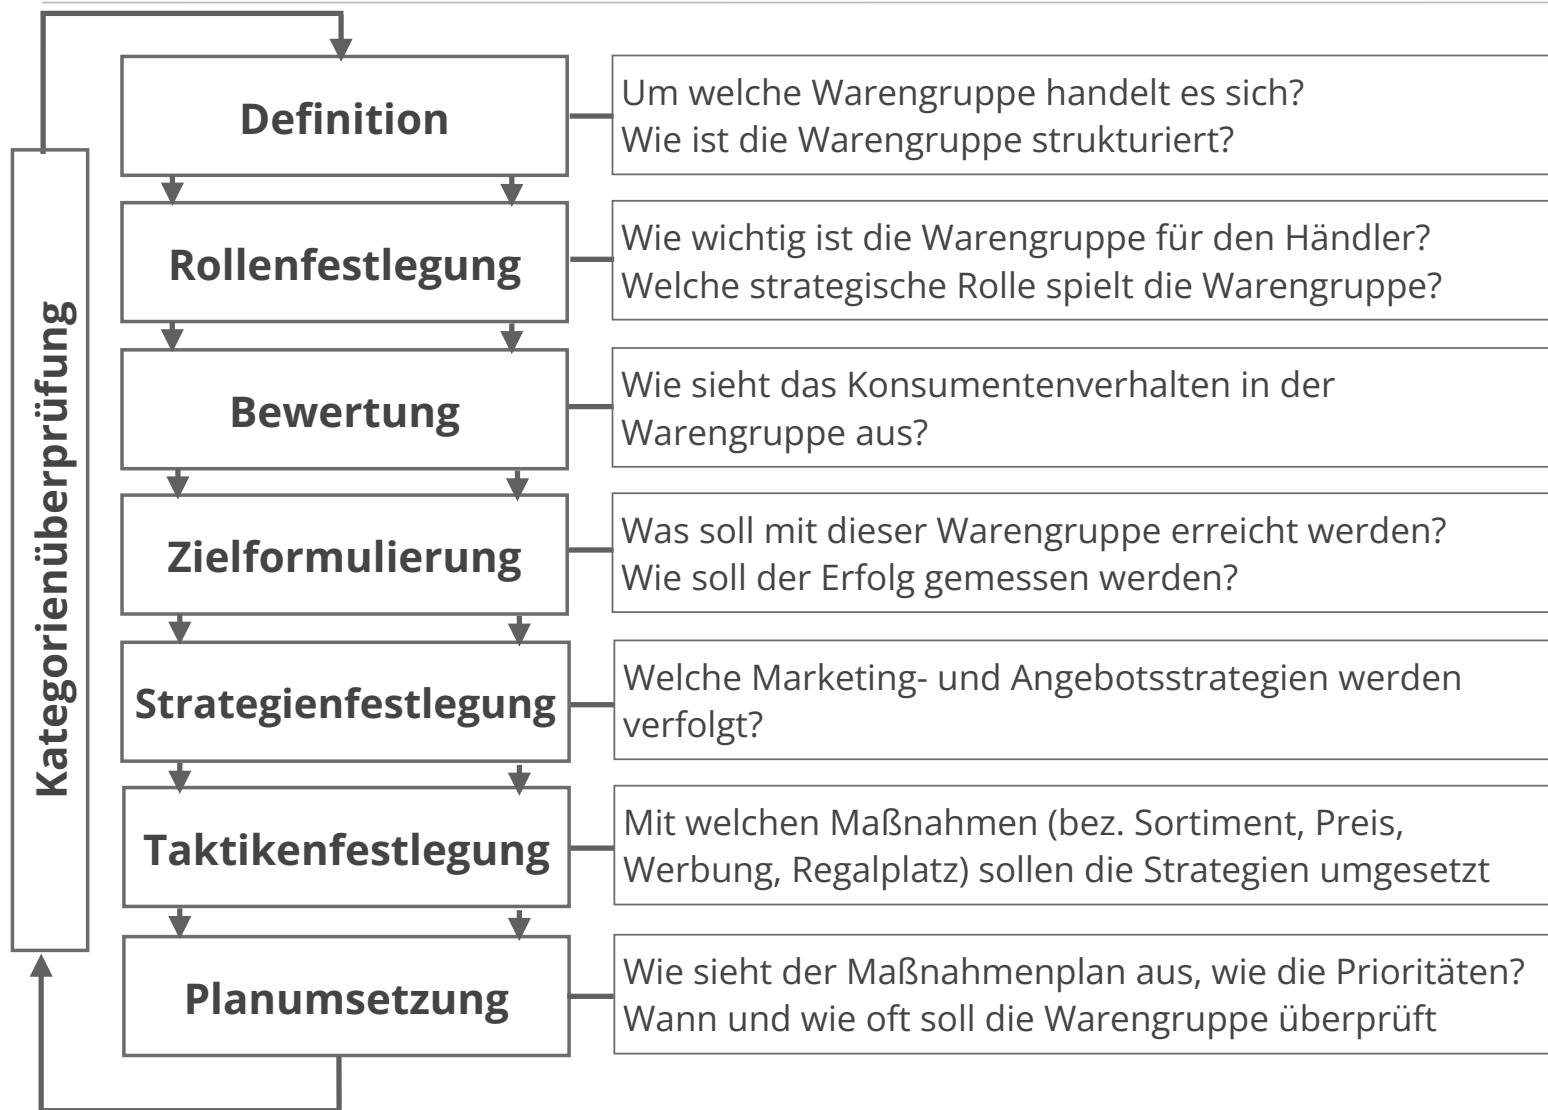 Kategorienüberprüfung
Definition
Um welche Warengruppe handelt es sich?
Wie ist die Warengruppe strukturiert?
Rollenfestlegung
Wie wichtig ist die Warengruppe für den Händler?
Welche strategische Rolle spielt die Warengruppe?
Bewertung
Wie sieht das Konsumentenverhalten in der
Warengruppe aus?
Zielformulierung
Was soll mit dieser Warengruppe erreicht werden?
Wie soll der Erfolg gemessen werden?
Strategienfestlegung
Welche Marketing- und Angebotsstrategien werden
verfolgt?
Taktikenfestlegung
Mit welchen Maßnahmen (bez. Sortiment, Preis,
Werbung, Regalplatz) sollen die Strategien umgesetzt
Planumsetzung
Wie sieht der Maßnahmenplan aus, wie die Prioritäten?
Wann und wie oft soll die Warengruppe überprüft